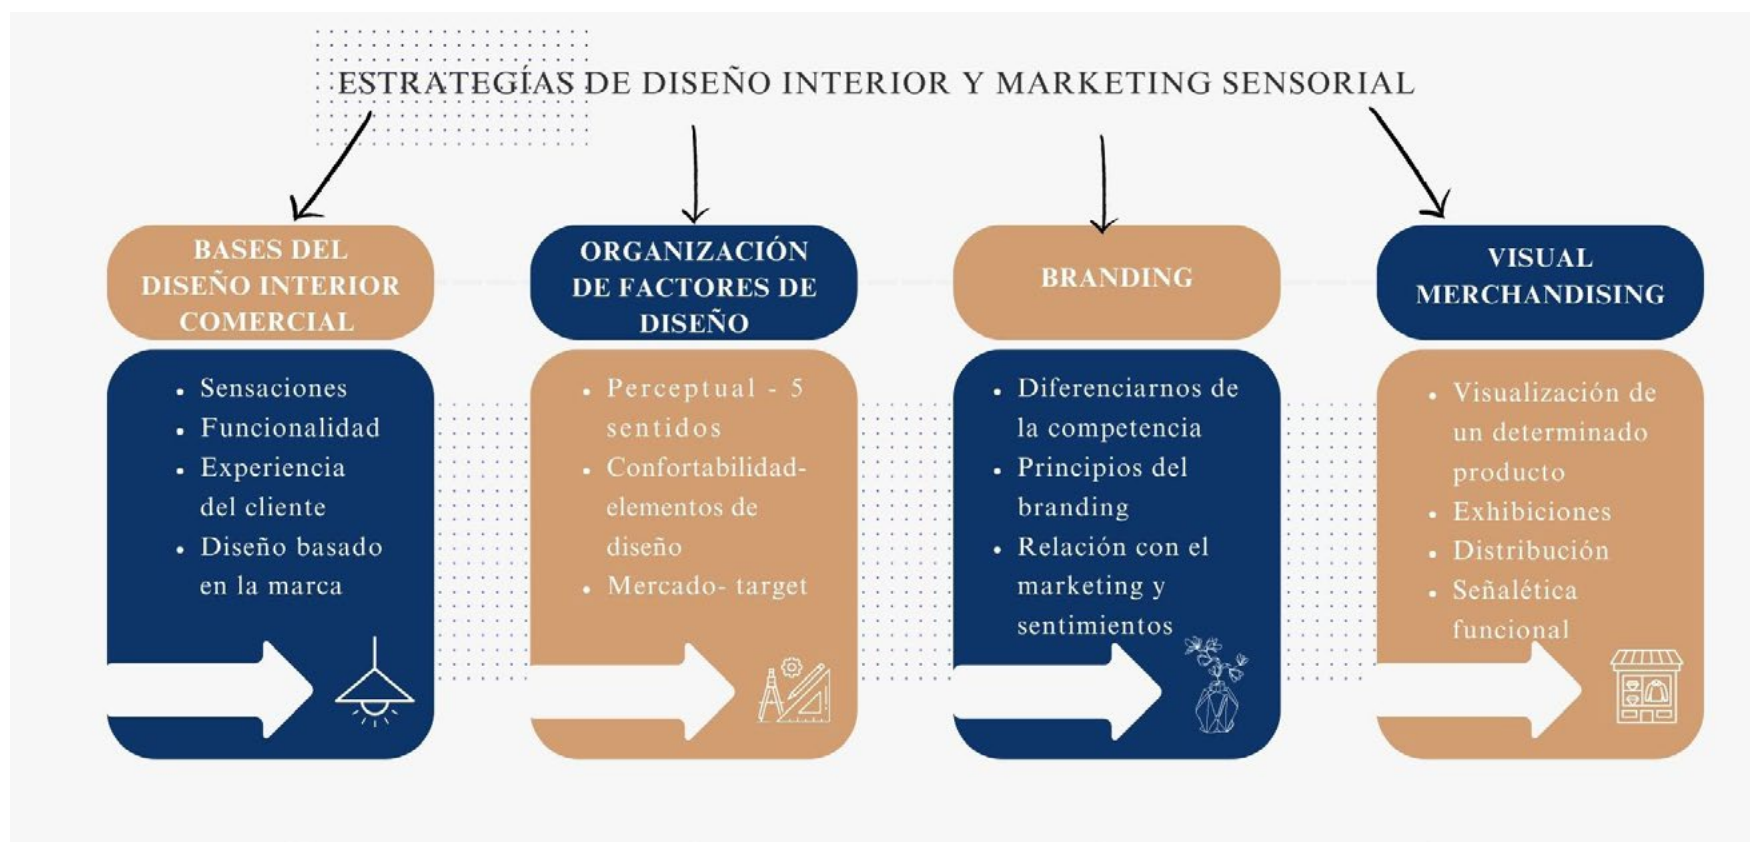 ESTRATEGÍAS DE DISEÑO INTERIOR Y MARKETING SENSORIAL
BASES DEL
DISEÑO INTERIOR
COMERCIAL
• Sensaciones
• Funcionalidad
• Experiencia
del cliente
• Diseño basado
en la marca
ORGANIZACIÓN
DE FACTORES DE
DISEÑO
• Perceptual - 5
sentidos
• Confortabilidad-
elementos de
diseño
• Mercado- target
BRANDING
• Diferenciarnos de
la competencia
• Principios del
branding
• Relación con el
marketing y
sentimientos
VISUAL
MERCHANDISING
• Visualización de
un determinado
producto
• Exhibiciones
• Distribución
• Señalética
funcional